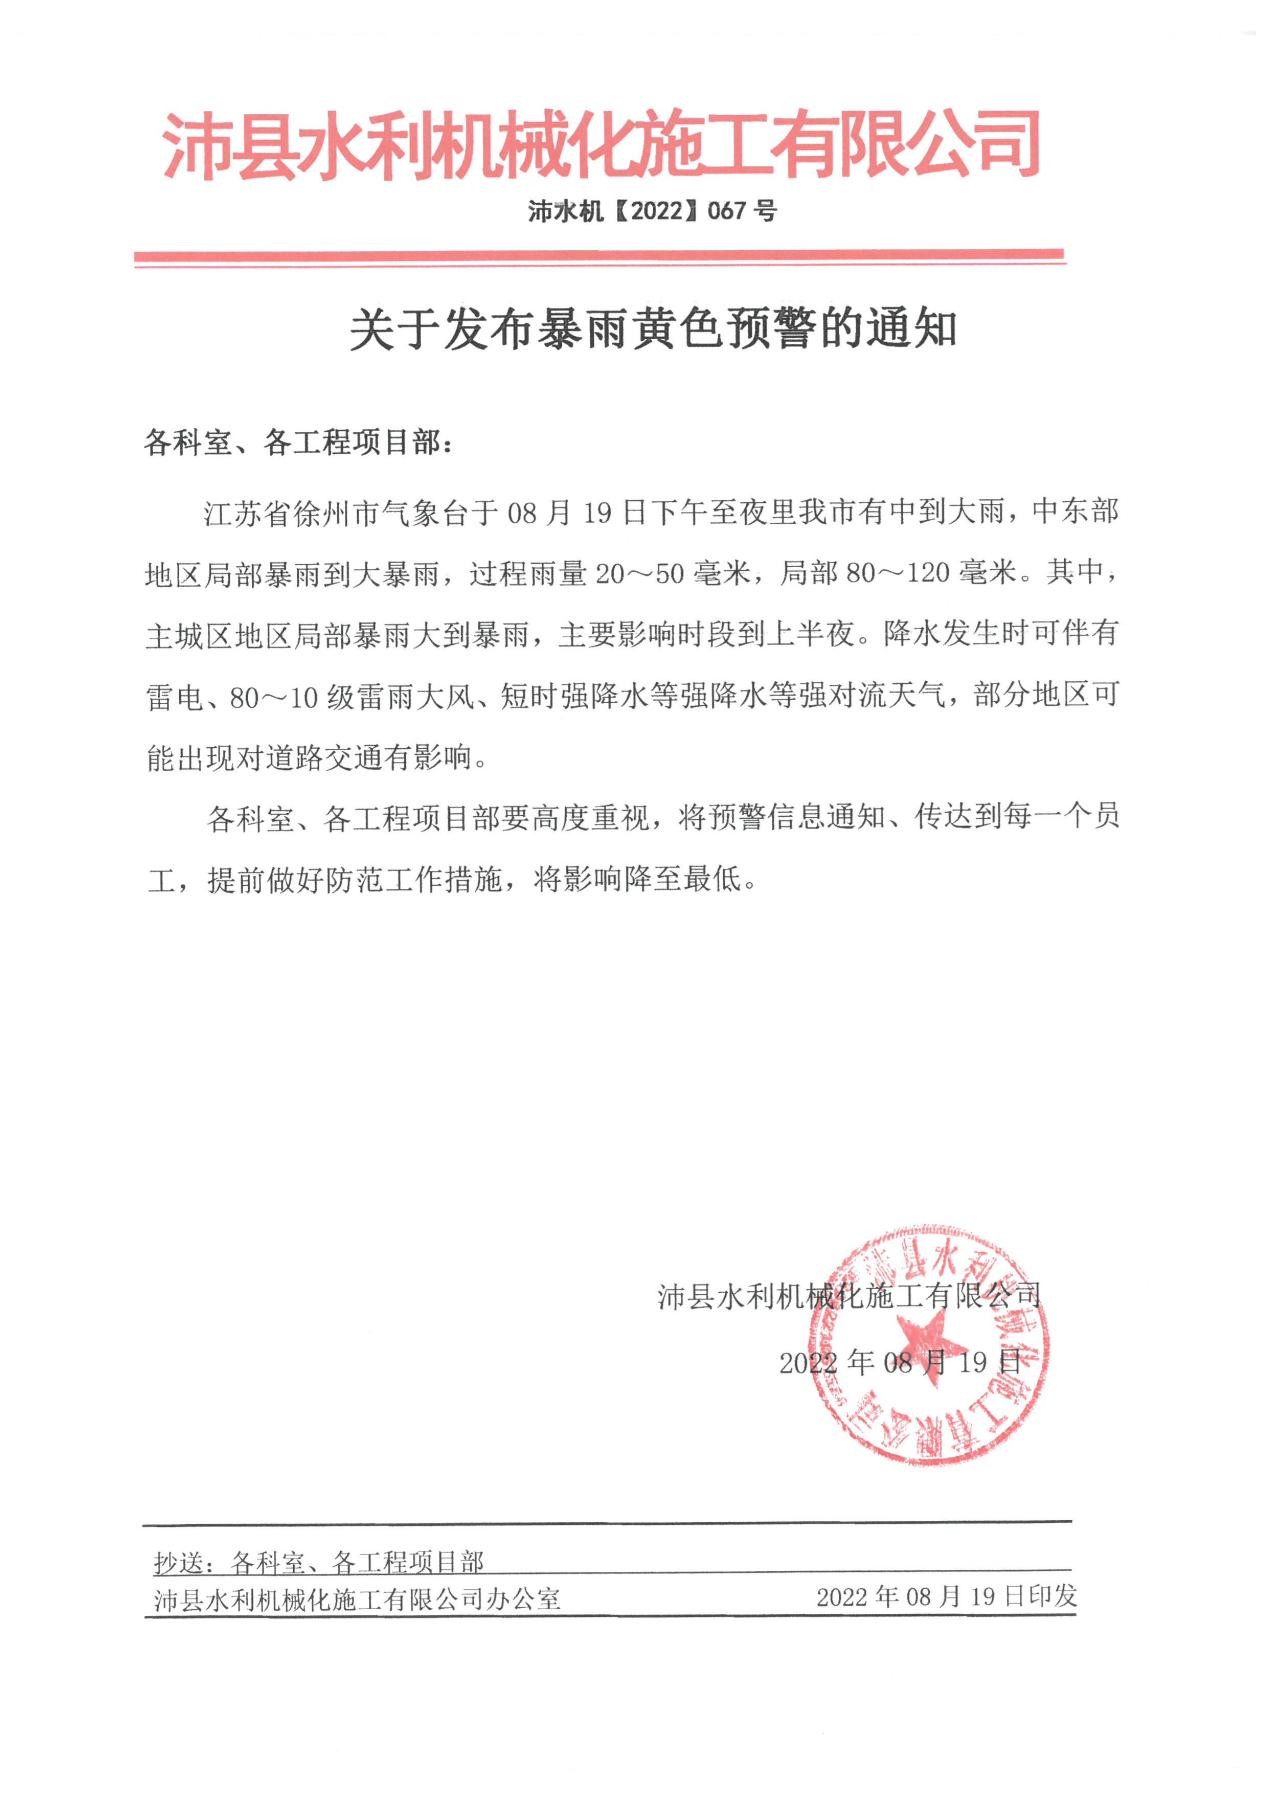 沛县水利机械化施工有限公司
沛水机【2022】067 号
关于发布暴雨黄色预警的通知
各科室、各工程项目部：
江苏省徐州市气象台于 08 月 19 日下午至夜里我市有中到大雨，中东部
地区局部暴雨到大暴雨，过程雨量 20～50 毫米，局部 80～120 毫米。其中，
主城区地区局部暴雨大到暴雨，主要影响时段到上半夜。降水发生时可伴有
雷电、80～10 级雷雨大风、短时强降水等强降水等强对流天气，部分地区可
能出现对道路交通有影响。
各科室、各工程项目部要高度重视，将预警信息通知、传达到每一个员
工，提前做好防范工作措施，将影响降至最低。
沛县水利机械化施工有限公司
2022 年 08 月 19 日
沛县水利机械化施工有限公司
抄送：各科室、各工程项目部
沛县水利机械化施工有限公司办公室 2022 年 08 月 19 日印发